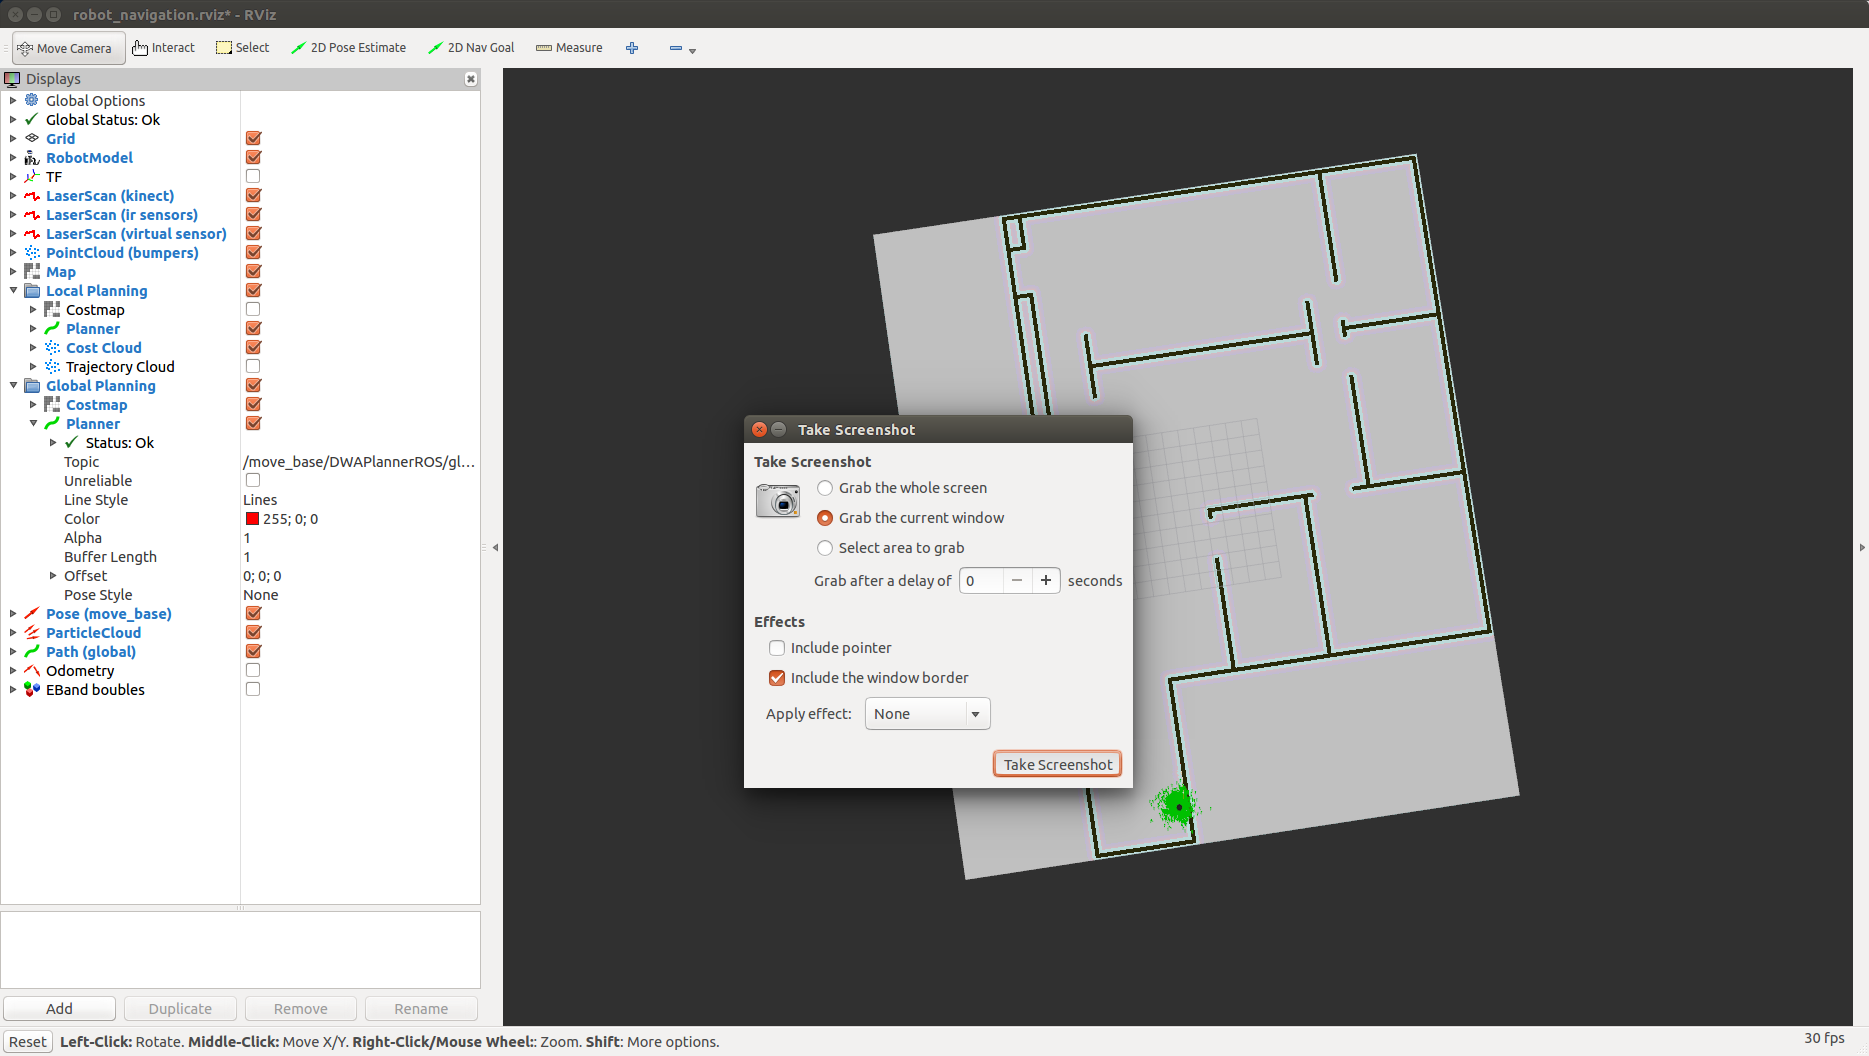 robot_navigation.rviz* - RViz
Move Camera Interact Select 2D Pose Estimate 2D Nav Goal Measure
Displays
Global Options
Global Status: Ok
Grid
RobotModel
TF
LaserScan (kinect)
LaserScan (ir sensors)
LaserScan (virtual sensor)
PointCloud (bumpers)
Map
Local Planning
Costmap
Planner
Cost Cloud
Trajectory Cloud
Global Planning
Costmap
Planner
Status: Ok
Topic /move_base/DWAPlannerROS/gl...
Unreliable
Line Style Lines
Color 255; 0; 0
Alpha 1
Buffer Length 1
Offset 0; 0; 0
Pose Style None
Pose (move_base)
ParticleCloud
Path (global)
Odometry
EBand boubles
Add Duplicate Remove Rename
Reset Left-Click: Rotate. Middle-Click: Move X/Y. Right-Click/Mouse Wheel:: Zoom. Shift: More options. 30 fps
Take Screenshot
Take Screenshot
Grab the whole screen
Grab the current window
Select area to grab
Grab after a delay of 0 − + seconds
Effects
Include pointer
Include the window border
Apply effect: None
Take Screenshot